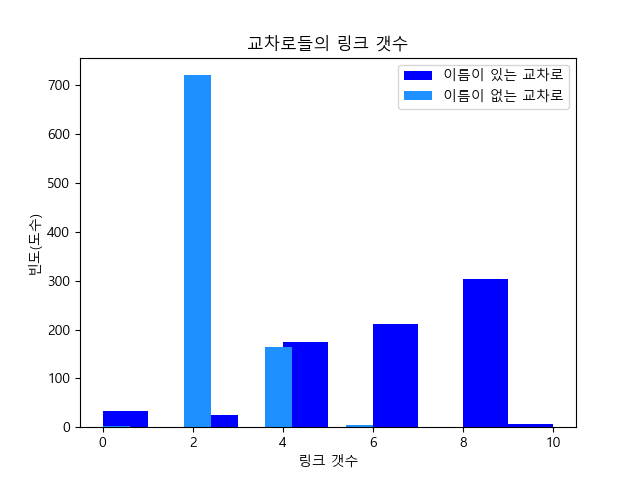 교차로들의 링크 갯수
이름이 있는 교차로
이름이 없는 교차로
빈도(도수)
700
600
500
400
300
200
100
0
0 2 4 6 8 10
링크 갯수